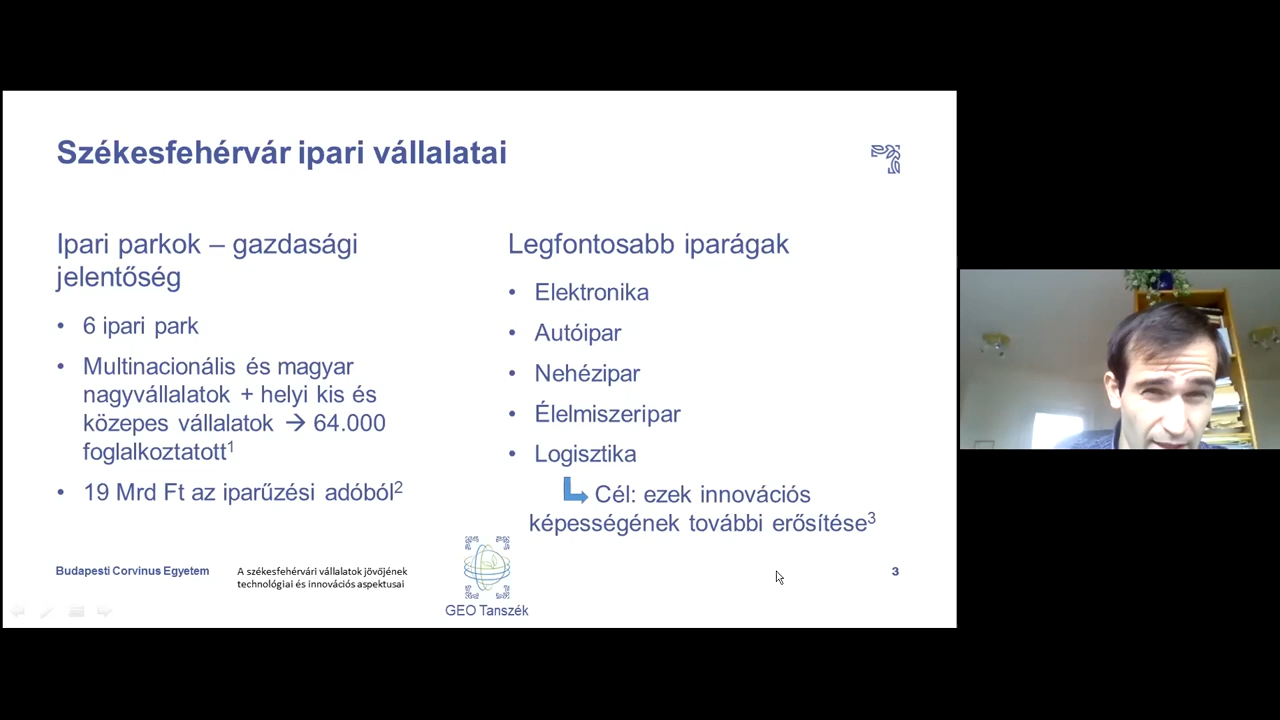 Székesfehérvár ipari vállalatai
Ipari parkok – gazdasági
jelentőség
• 6 ipari park
• Multinacionális és magyar
nagyvállalatok + helyi kis és
közepes vállalatok → 64.000
foglalkoztatott¹
• 19 Mrd Ft az iparűzési adóból²
Legfontosabb iparágak
• Elektronika
• Autóipar
• Nehézipar
• Élelmiszeripar
• Logisztika
Cél: ezek innovációs
képességének további erősítése³
Budapesti Corvinus Egyetem
A székesfehérvári vállalatok jövőjének
technológiai és innovációs aspektusai
GEO Tanszék
3